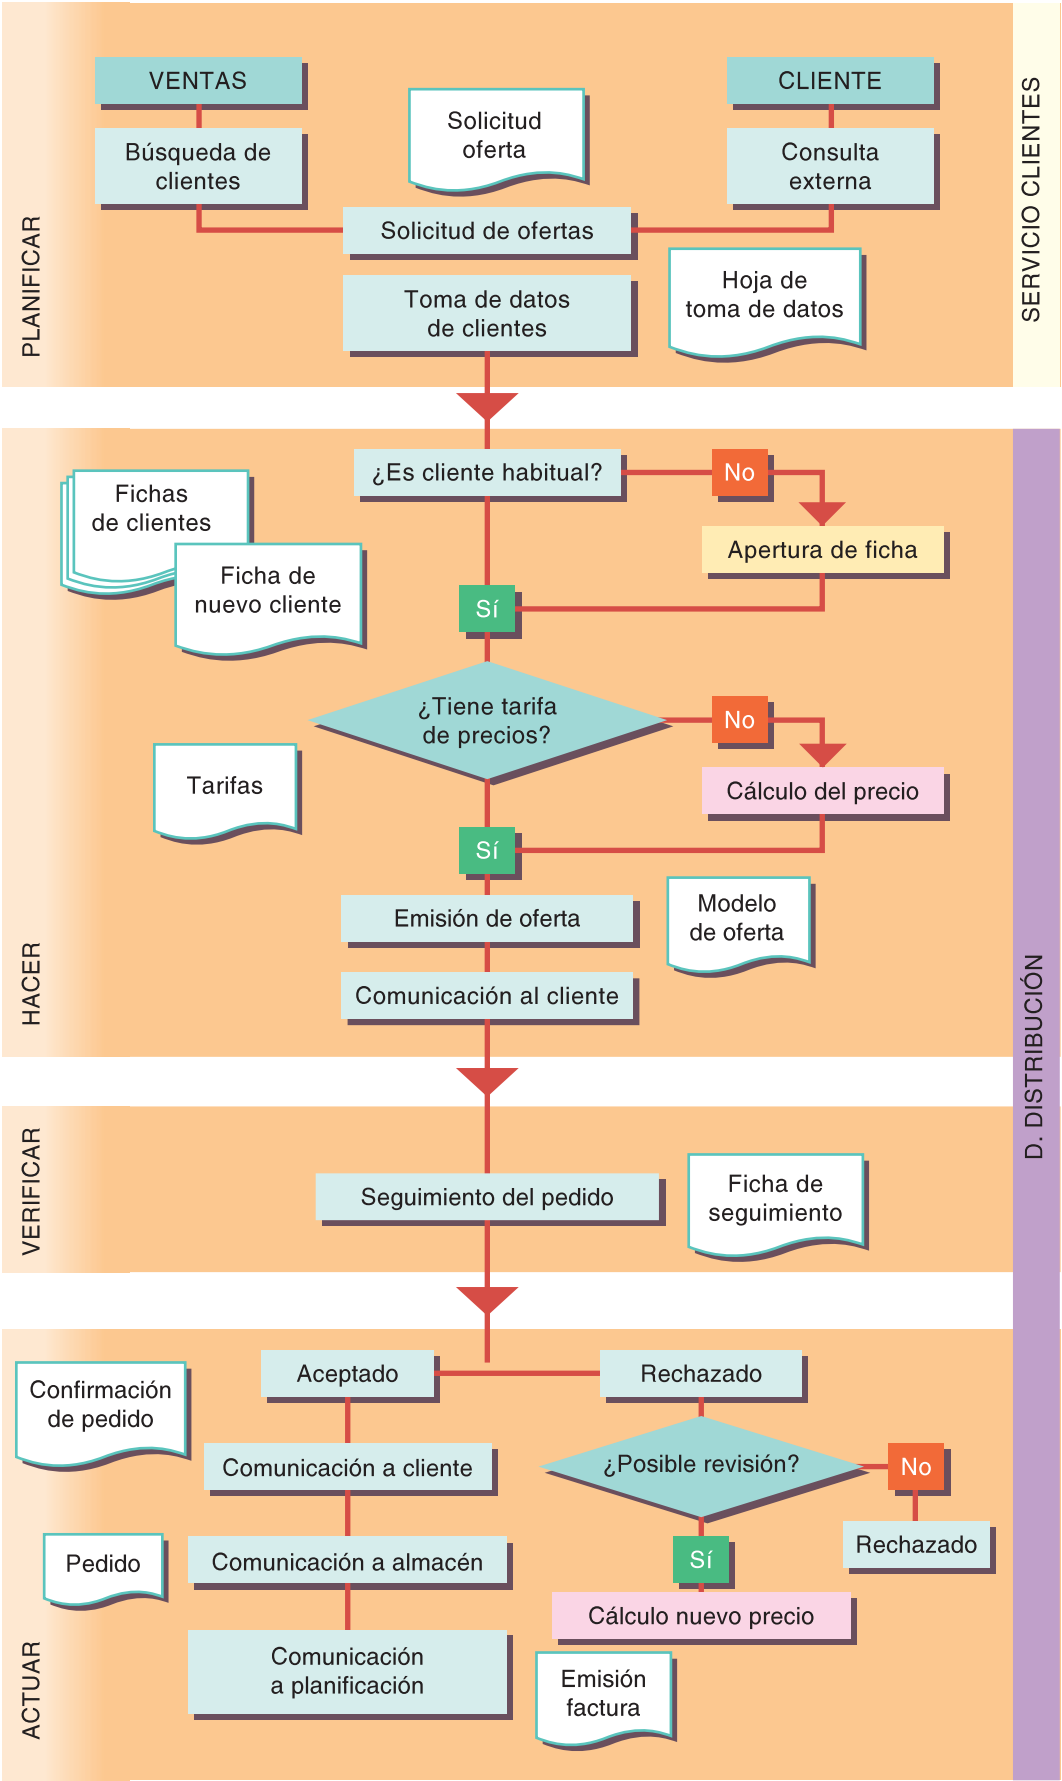 PLANIFICAR
SERVICIO CLIENTES
VENTAS
CLIENTE
Búsqueda de
clientes
Solicitud
oferta
Consulta
externa
Solicitud de ofertas
Toma de datos
de clientes
Hoja de
toma de datos
HACER
D. DISTRIBUCIÓN
¿Es cliente habitual?
No
Fichas
de clientes
Apertura de ficha
Ficha de
nuevo cliente
Sí
¿Tiene tarifa
de precios?
No
Tarifas
Cálculo del precio
Sí
Emisión de oferta
Modelo
de oferta
Comunicación al cliente
VERIFICAR
Seguimiento del pedido
Ficha de
seguimiento
ACTUAR
Confirmación
de pedido
Aceptado
Rechazado
Comunicación a cliente
¿Posible revisión?
No
Rechazado
Pedido
Comunicación a almacén
Sí
Cálculo nuevo precio
Comunicación
a planificación
Emisión
factura